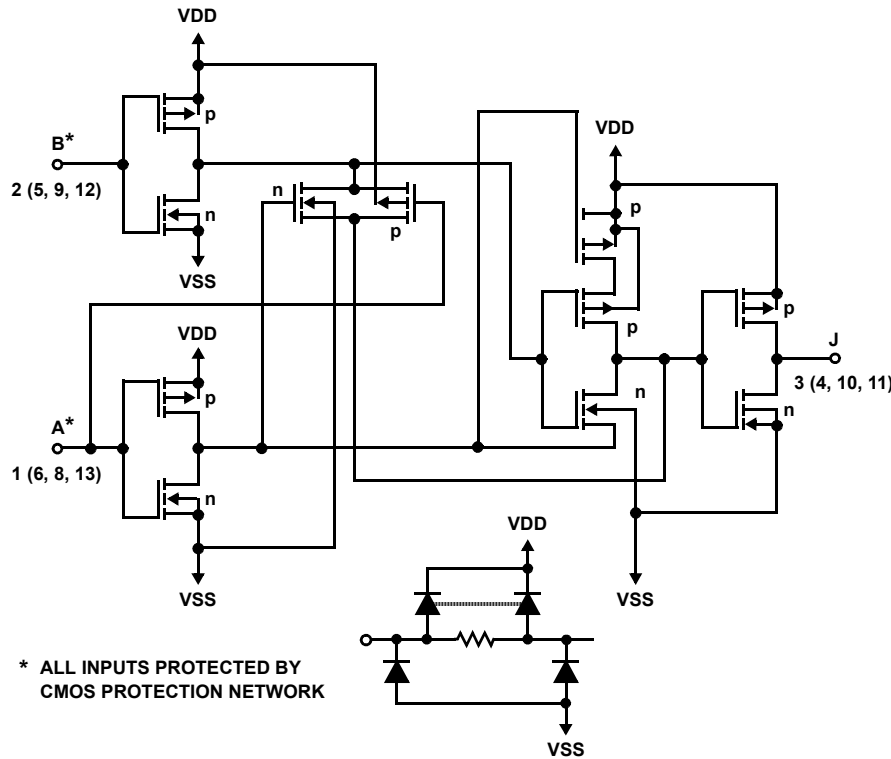 VDD
p
B*
2 (5, 9, 12)
n
VSS
n
p
VDD
p
p
n
p
J
3 (4, 10, 11)
n
VDD
p
A*
1 (6, 8, 13)
n
VSS
VSS
VDD
VSS
* ALL INPUTS PROTECTED BY
CMOS PROTECTION NETWORK